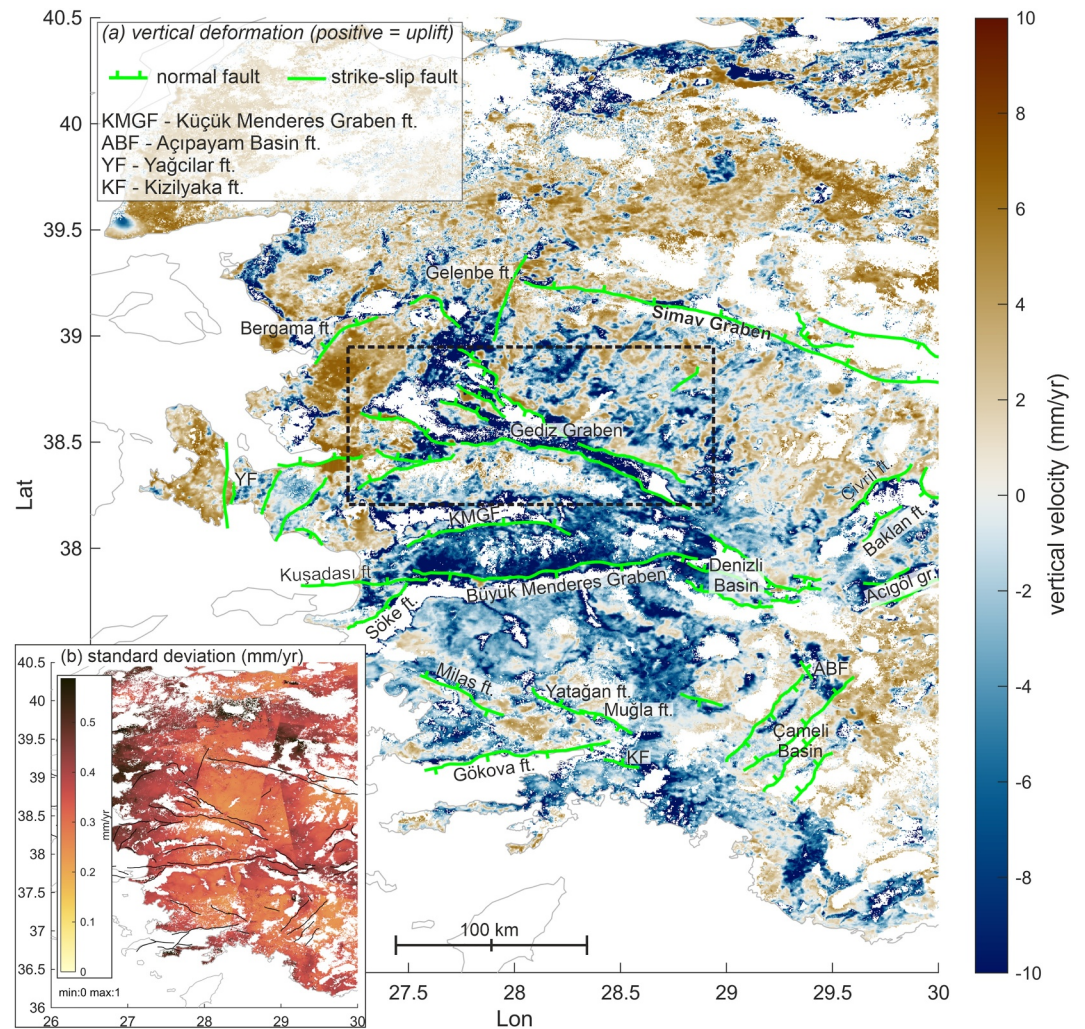 (a) vertical deformation (positive = uplift)
normal fault
strike-slip fault
KMGF - Küçük Menderes Graben ft.
ABF - Açıpayam Basin ft.
YF - Yağcilar ft.
KF - Kizilyaka ft.
40.5
40
39.5
39
38.5
38
Lat
Gelenbe ft.
Bergama ft.
Simav Graben
Gediz Graben
YF
Çivril ft.
Baklan ft.
KMGF
Kuşadası ft.
Büyük Menderes Graben
Denizli
Basin
Acıgöl gr.
Söke ft.
Milas ft.
Yatağan ft.
Muğla ft.
ABF
Çameli
Basin
Gökova ft.
KF
100 km
27.5
28
28.5
29
29.5
30
Lon
10
8
6
4
2
0
-2
-4
-6
-8
-10
vertical velocity (mm/yr)
(b) standard deviation (mm/yr)
40.5
40
39.5
39
38.5
38
37.5
37
36.5
36
0.5
0.4
0.3
0.2
0.1
0
mm/yr
min:0 max:1
26
27
28
29
30